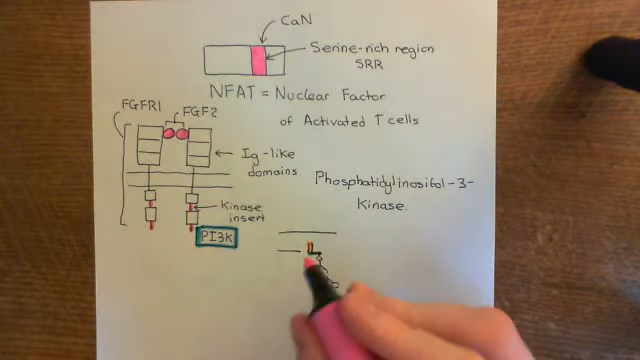 CaN
Serine-rich region
SRR
NFAT = Nuclear Factor
of Activated T cells
FGFR1
FGF2
Ig-like
domains
Phosphatidylinositol-3-
Kinase
Kinase
insert
PI3K